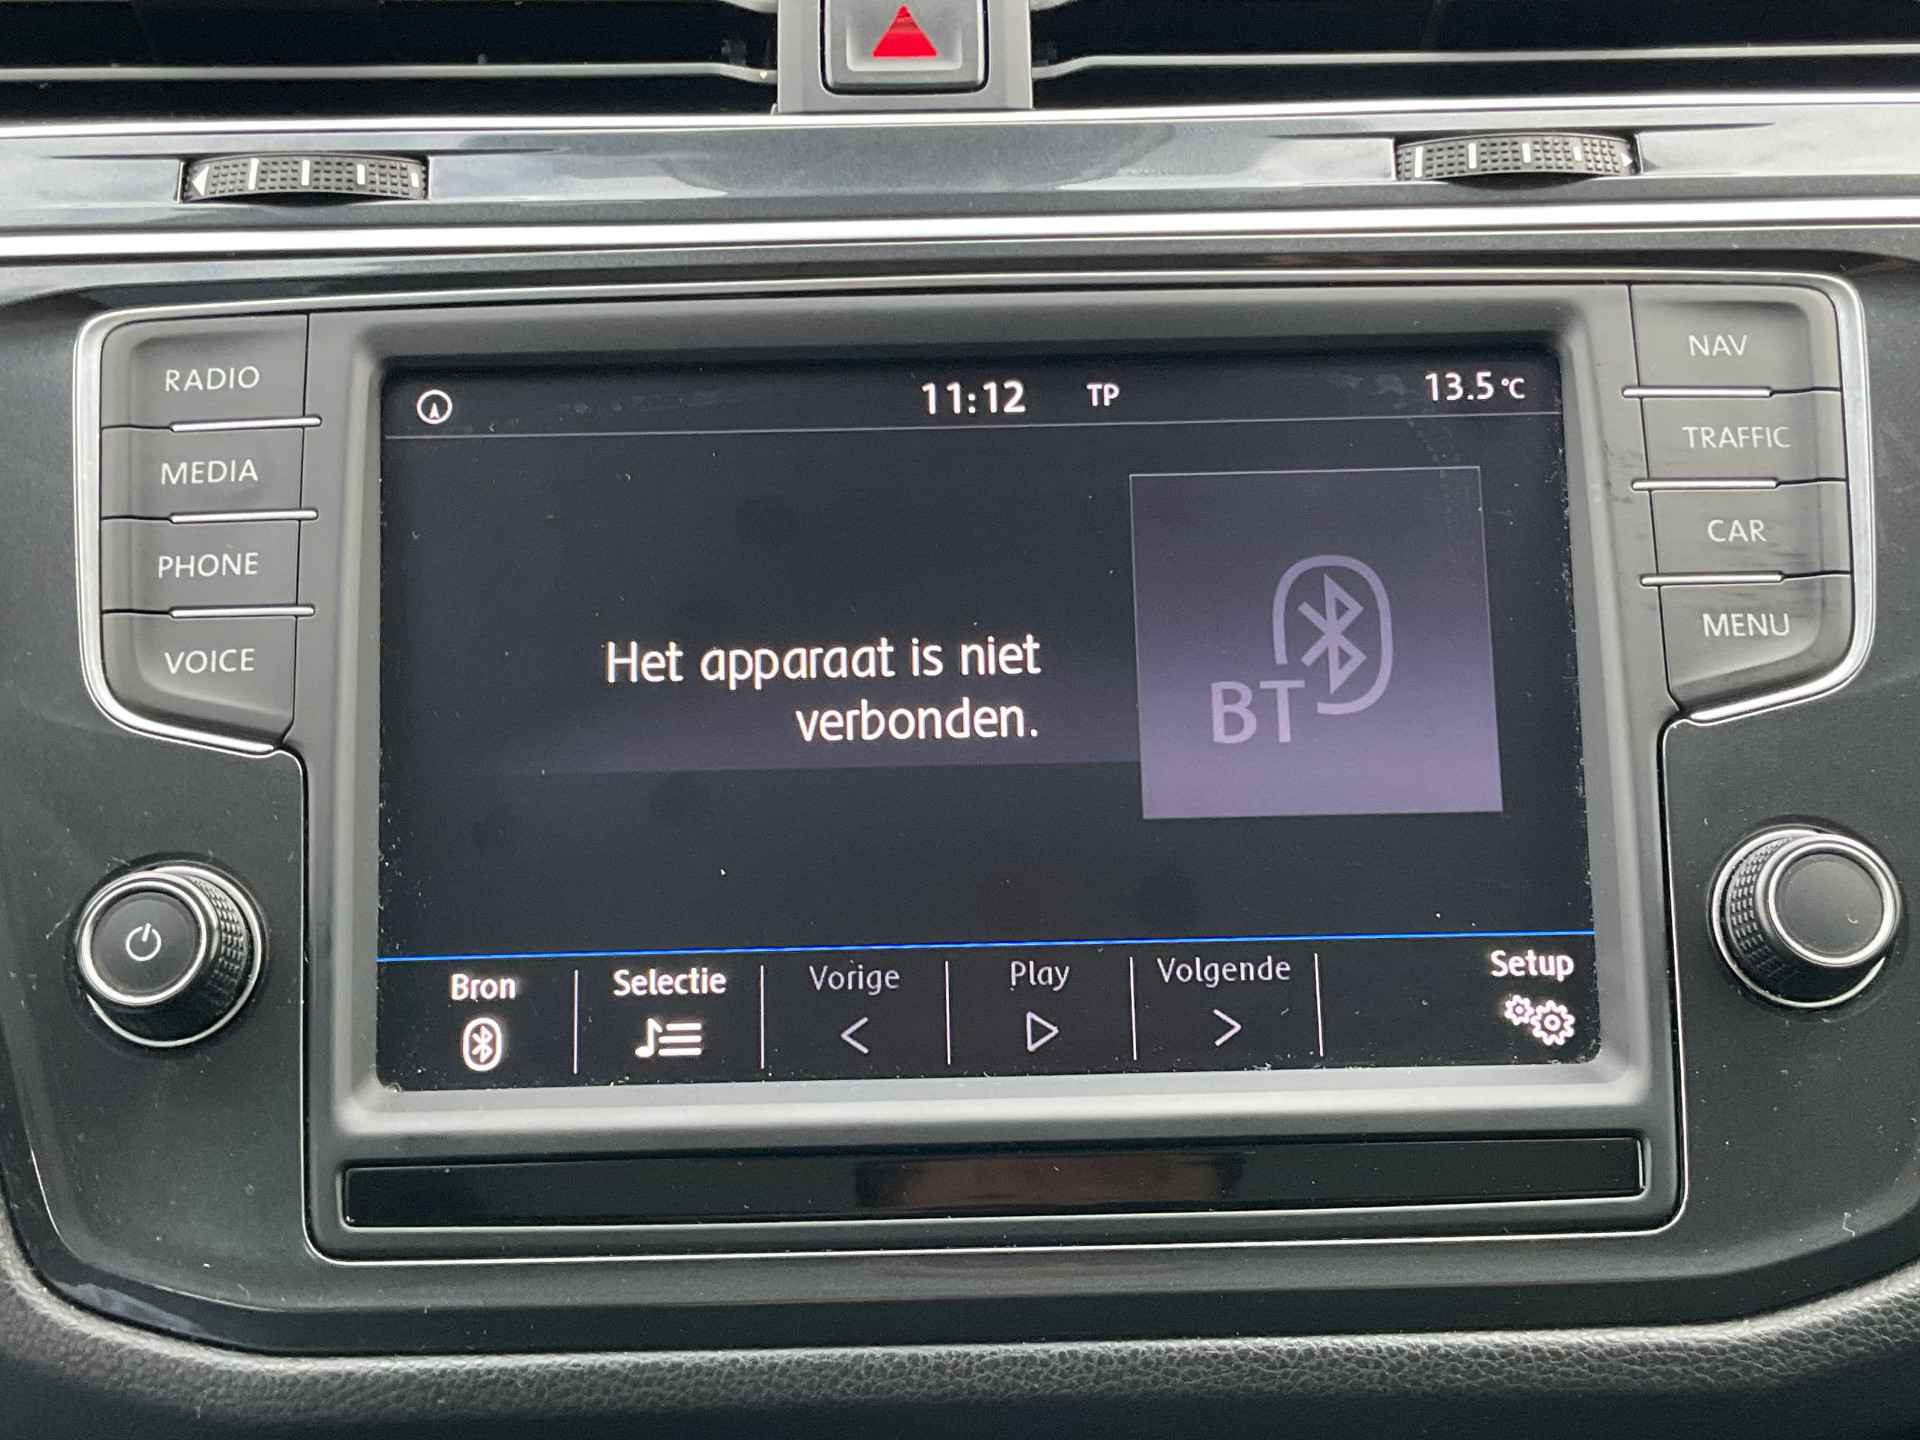 RADIO
MEDIA
PHONE
VOICE
11:12 TP 13.5 °C
Het apparaat is niet
verbonden.
BT
Bron Selectie Vorige Play Volgende Setup
NAV
TRAFFIC
CAR
MENU